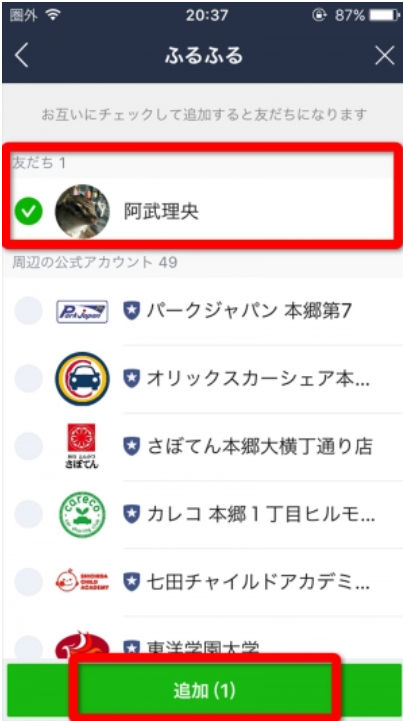 圏外 20:37 87%
ふるふる
お互いにチェックして追加すると友だちになります
友だち 1
阿武理央
周辺の公式アカウント 49
Park Japan パークジャパン 本郷第7
オリックスカーシェア本...
さぼてん さぼてん本郷大横丁通り店
careco カレコ 本郷1丁目ヒルモ...
SHICHIDA CHILD ACADEMY 七田チャイルドアカデミ...
東洋学園大学
追加 (1)